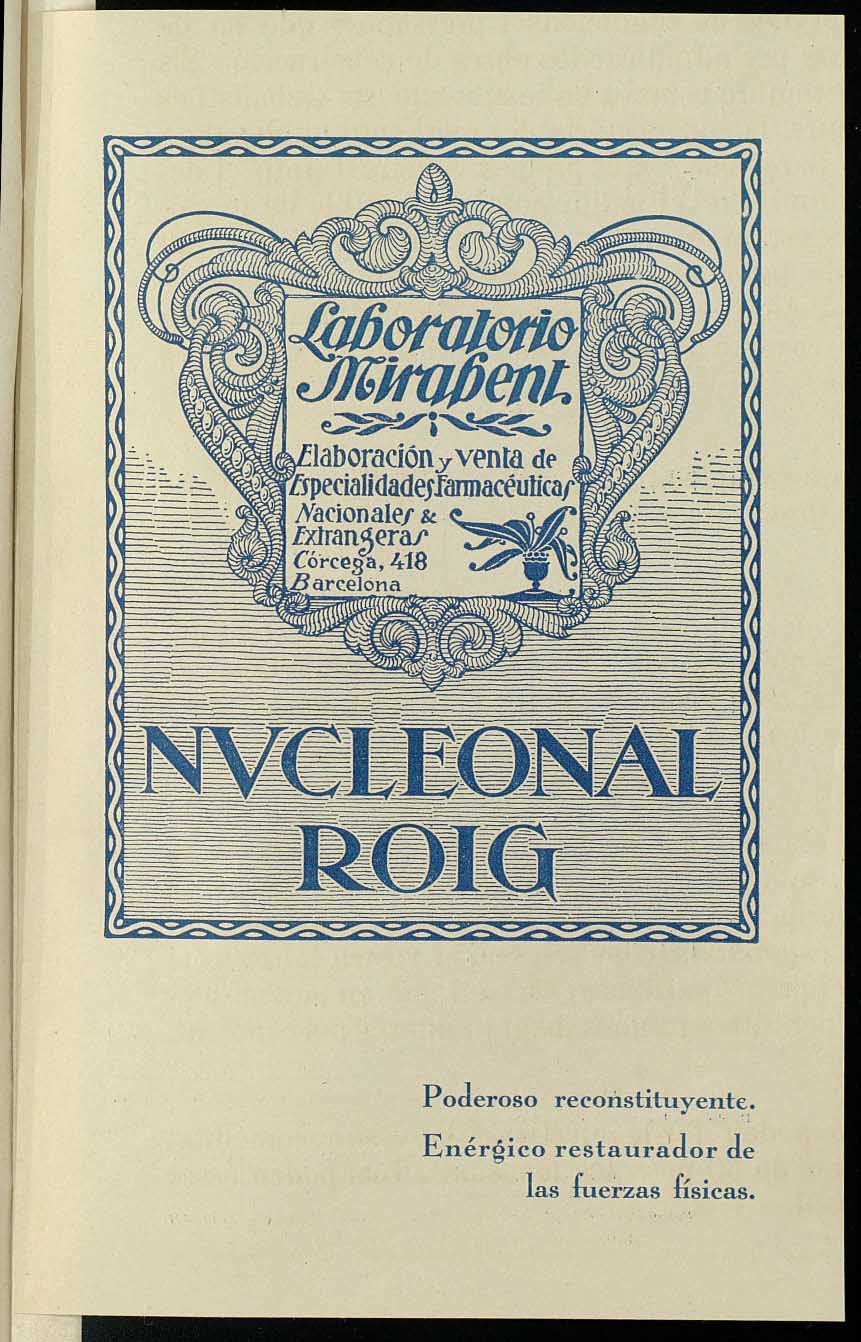 Laboratorio
Mirabent.
Elaboración y venta de
Especialidades Farmacéuticas
Nacionales &
Extrangeras
Córcega, 418
Barcelona
NVCLEONAL
ROIG
Poderoso reconstituyente.
Enérgico restaurador de
las fuerzas físicas.